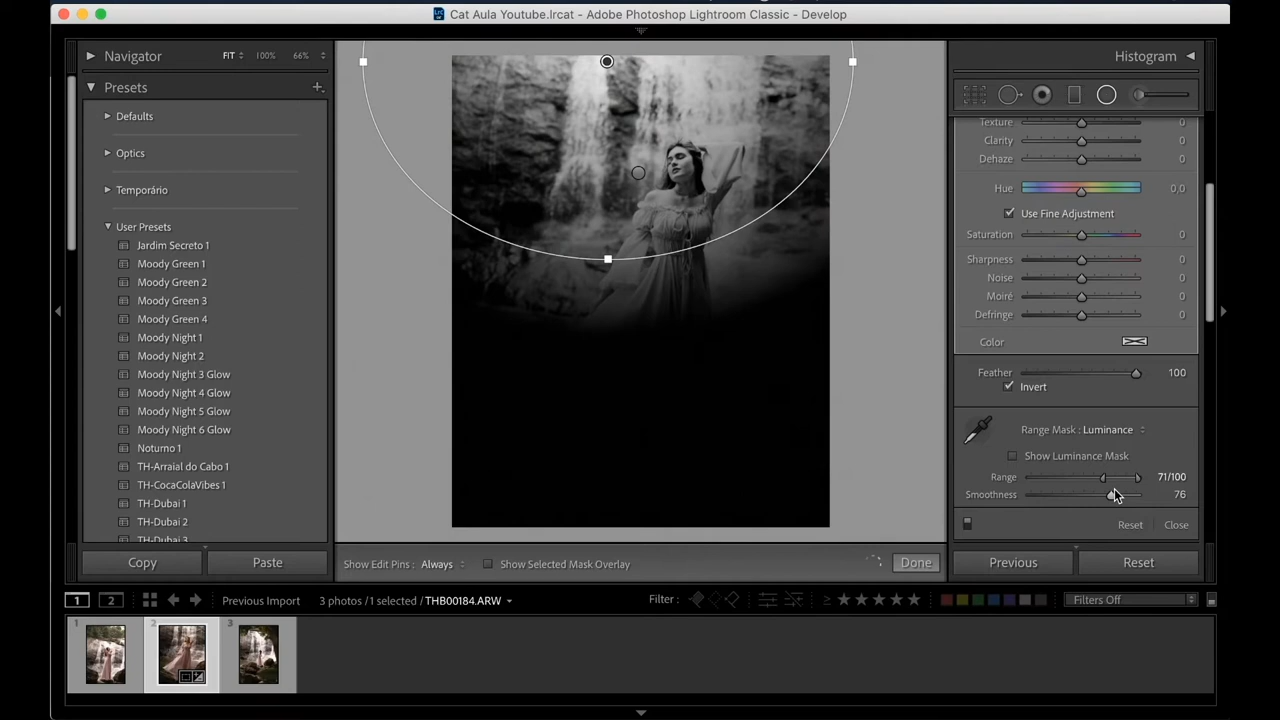 Cat Aula Youtube.lrcat - Adobe Photoshop Lightroom Classic - Develop
Navigator FIT 100% 66%
Presets
Defaults
Optics
Temporário
User Presets
Jardim Secreto 1
Moody Green 1
Moody Green 2
Moody Green 3
Moody Green 4
Moody Night 1
Moody Night 2
Moody Night 3 Glow
Moody Night 4 Glow
Moody Night 5 Glow
Moody Night 6 Glow
Noturno 1
TH-Arraial do Cabo 1
TH-CocaColaVibes 1
TH-Dubai 1
TH-Dubai 2
TH-Dubai 3
Copy Paste
Histogram
Texture 0
Clarity 0
Dehaze 0
Hue 0,0
Use Fine Adjustment
Saturation 0
Sharpness 0
Noise 0
Moiré 0
Defringe 0
Color
Feather 100
Invert
Range Mask : Luminance
Show Luminance Mask
Range 71/100
Smoothness 76
Reset Close
Show Edit Pins: Always Show Selected Mask Overlay Done
Previous Reset
1 2 Previous Import 3 photos /1 selected / THB00184.ARW Filter: Filters Off
1 2 3